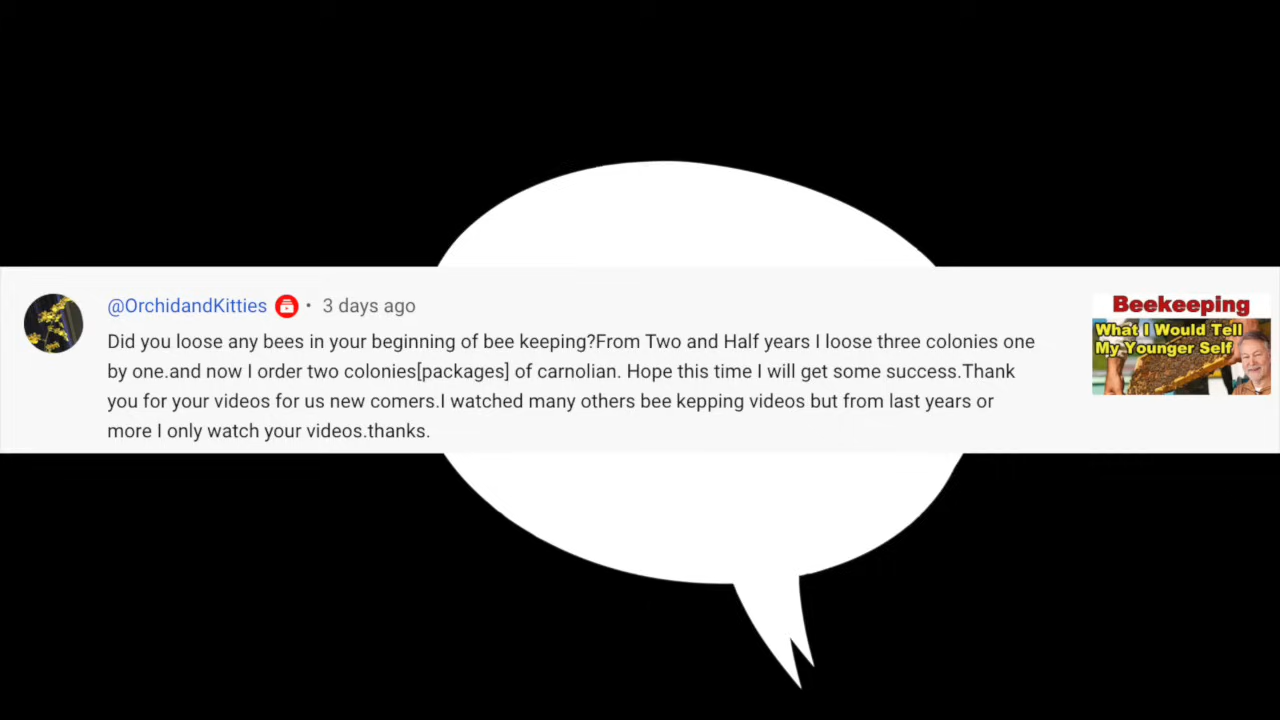 @OrchidandKitties • 3 days ago
Did you loose any bees in your beginning of bee keeping?From Two and Half years I loose three colonies one
by one.and now I order two colonies[packages] of carnolian. Hope this time I will get some success.Thank
you for your videos for us new comers.I watched many others bee kepping videos but from last years or
more I only watch your videos.thanks.
Beekeeping
What I Would Tell
My Younger Self